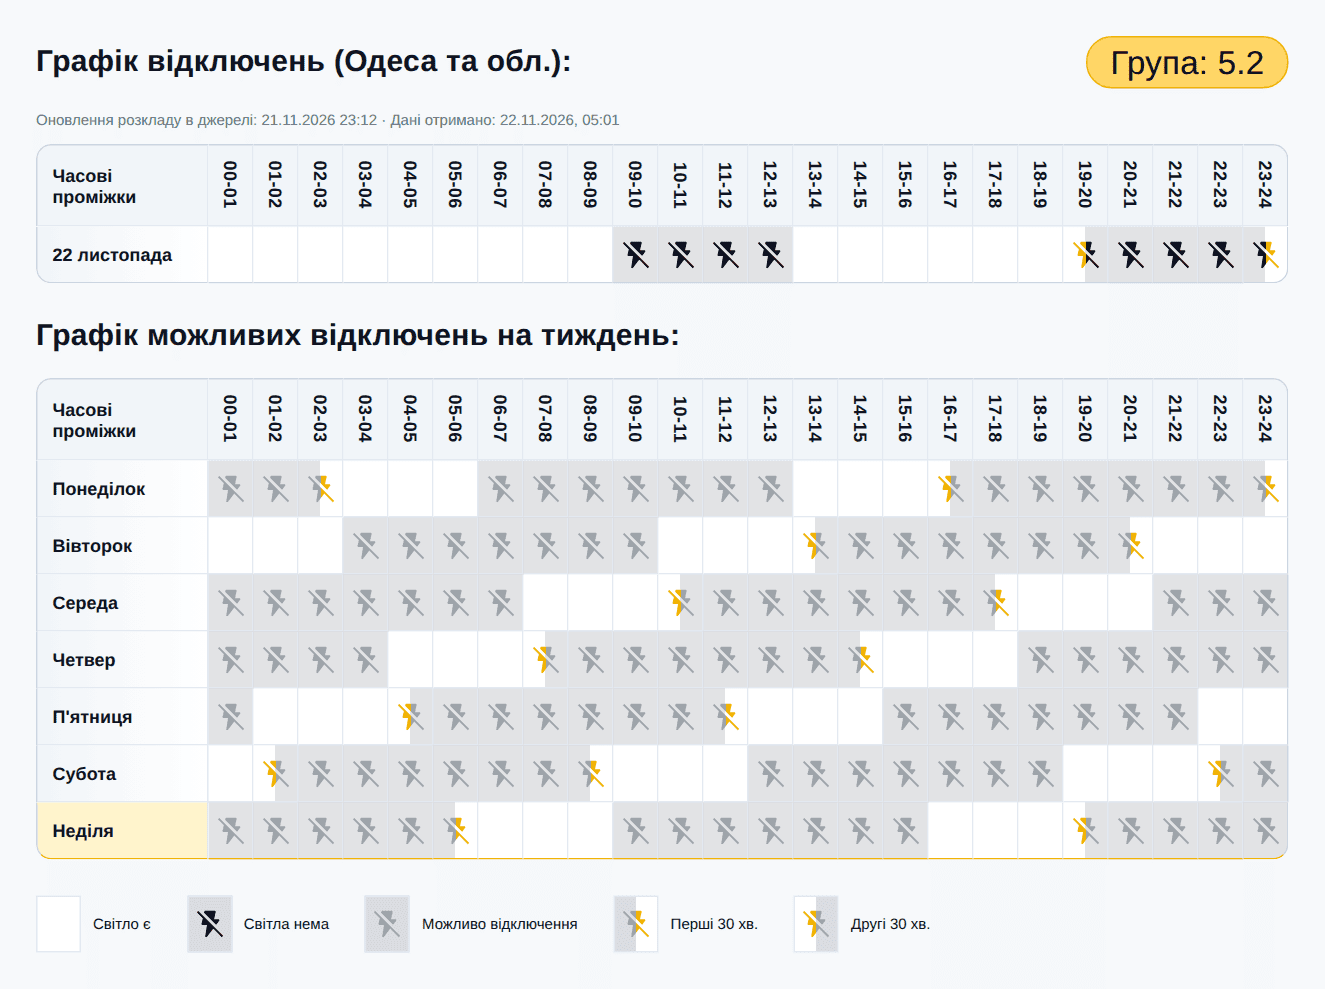 Графік відключень (Одеса та обл.):
Група: 5.2
Оновлення розкладу в джерелі: 21.11.2026 23:12 · Дані отримано: 22.11.2026, 05:01
Часові проміжки 00-01 01-02 02-03 03-04 04-05 05-06 06-07 07-08 08-09 09-10 10-11 11-12 12-13 13-14 14-15 15-16 16-17 17-18 18-19 19-20 20-21 21-22 22-23 23-24
22 листопада
Графік можливих відключень на тиждень:
Часові проміжки 00-01 01-02 02-03 03-04 04-05 05-06 06-07 07-08 08-09 09-10 10-11 11-12 12-13 13-14 14-15 15-16 16-17 17-18 18-19 19-20 20-21 21-22 22-23 23-24
Понеділок
Вівторок
Середа
Четвер
П'ятниця
Субота
Неділя
Світло є Світла нема Можливо відключення Перші 30 хв. Другі 30 хв.